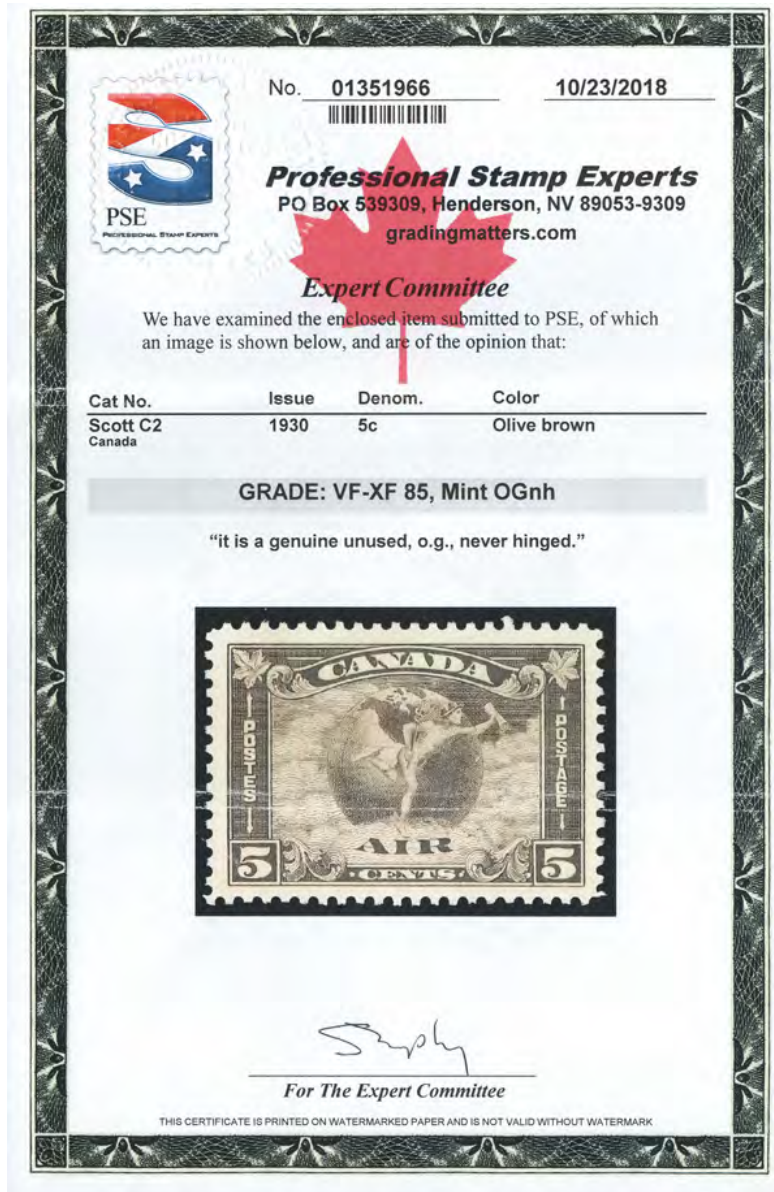 No. 01351966 10/23/2018
PSE
PROFESSIONAL STAMP EXPERTS
Professional Stamp Experts
PO Box 539309, Henderson, NV 89053-9309
gradingmatters.com
Expert Committee
We have examined the enclosed item submitted to PSE, of which
an image is shown below, and are of the opinion that:
Cat No. Issue Denom. Color
Scott C2 1930 5c Olive brown
Canada
GRADE: VF-XF 85, Mint OGnh
“it is a genuine unused, o.g., never hinged.”
CANADA
POSTES
POSTAGE
AIR
5 CENTS 5
For The Expert Committee
THIS CERTIFICATE IS PRINTED ON WATERMARKED PAPER AND IS NOT VALID WITHOUT WATERMARK